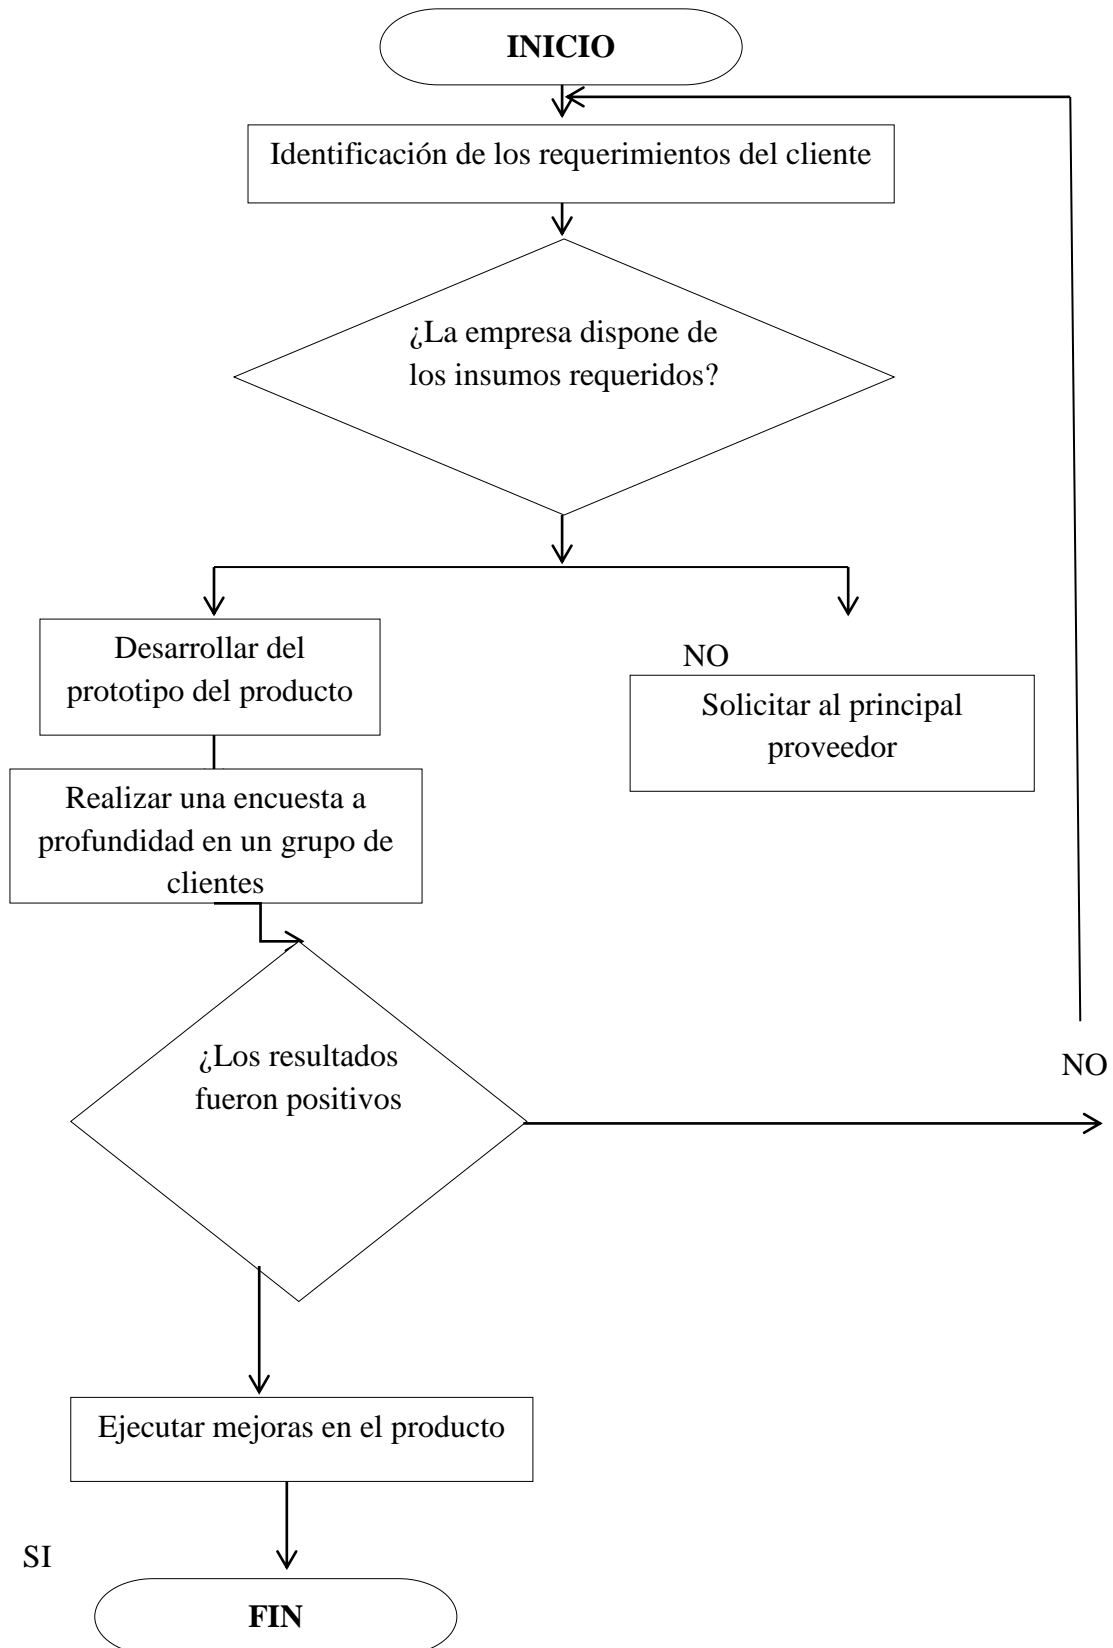 INICIO
Identificación de los requerimientos del cliente
¿La empresa dispone de
los insumos requeridos?
Desarrollar del
prototipo del producto
NO
Solicitar al principal
proveedor
Realizar una encuesta a
profundidad en un grupo de
clientes
¿Los resultados
fueron positivos
NO
Ejecutar mejoras en el producto
SI
FIN